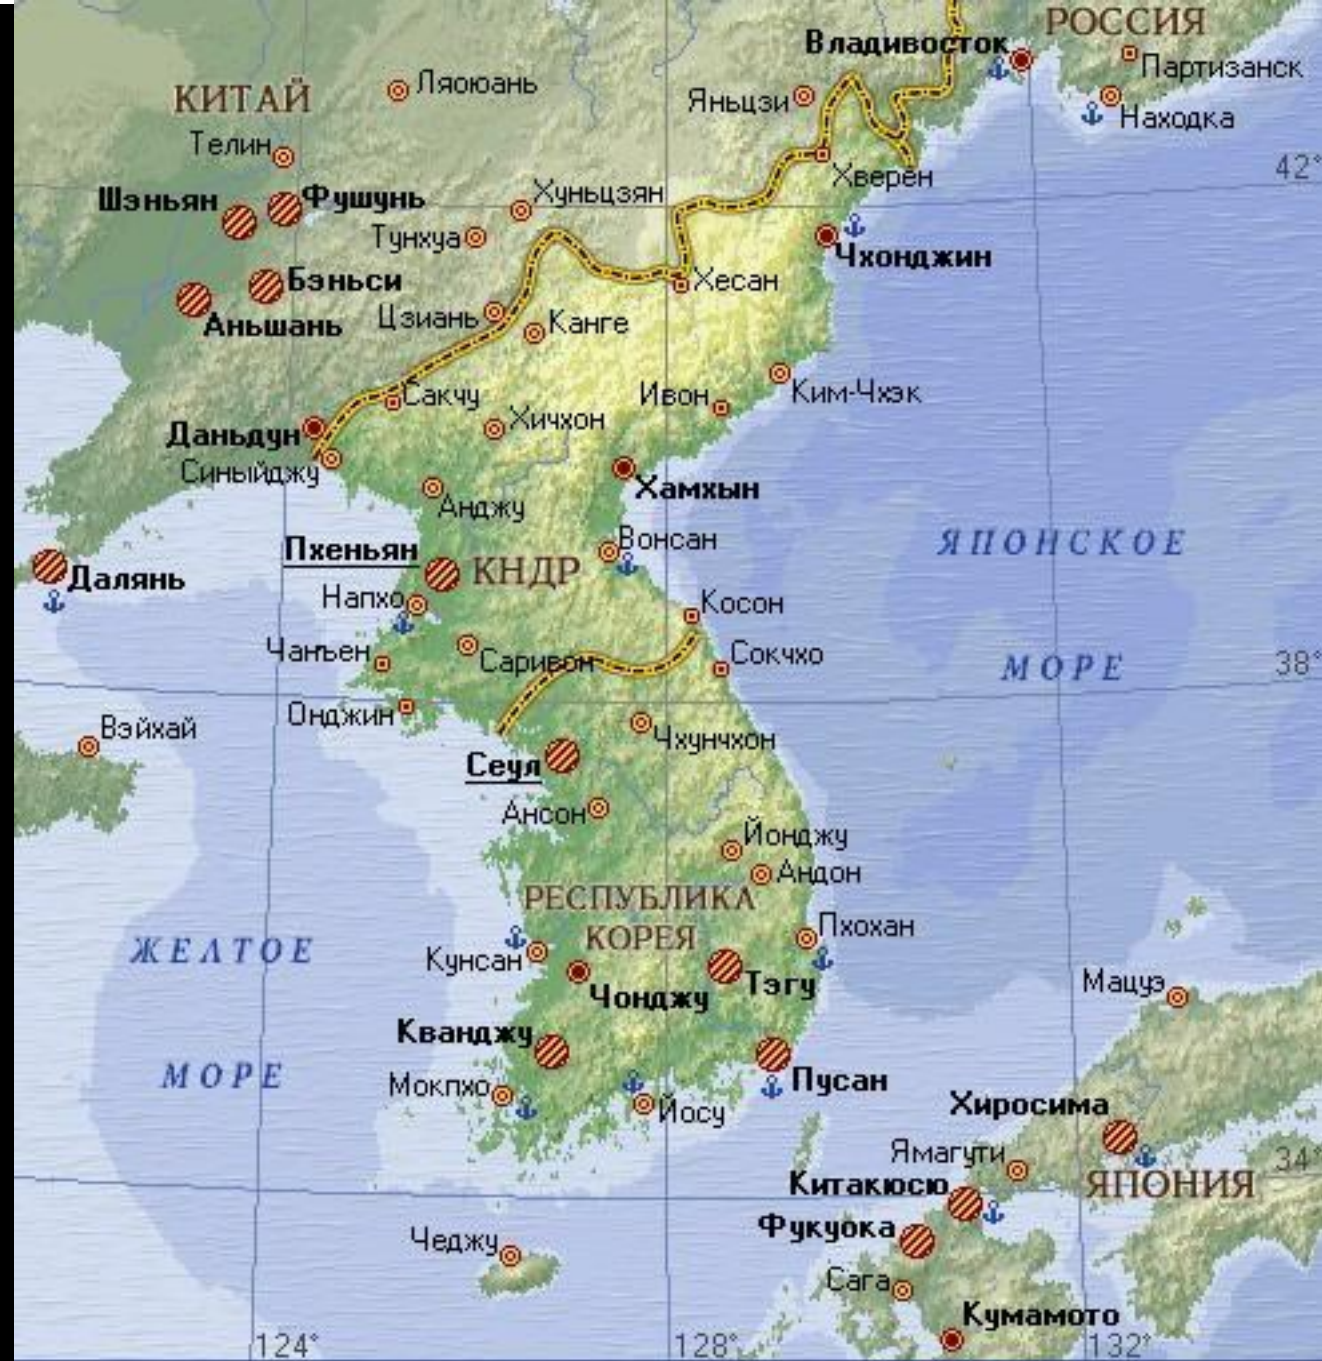 РОССИЯ
Владивосток
Партизанск
Ляоюань
КИТАЙ
Яньцзи
Находка
Телин
42°
Хверен
Шэньян
Фушунь
Хуньцзян
Тунхуа
Чхонджин
Бэньси
Хесан
Аньшань
Цзиань
Канге
Сакчу
Ивон
Ким-Чхэк
Хичхон
Даньдун
Синыйджу
Хамхын
Анджу
Вонсан
ЯПОНСКОЕ
Пхеньян
КНДР
Далянь
Напхо
Косон
Чанъен
Саривон
Сокчхо
МОРЕ
38°
Онджин
Вэйхай
Чхунчхон
Сеул
Ансон
Йонджу
Андон
РЕСПУБЛИКА
КОРЕЯ
Пхохан
ЖЕЛТОЕ
Кунсан
Мацуэ
Тэгу
Чонджу
Кванджу
МОРЕ
Мокпхо
Пусан
Йосу
Хиросима
Ямагути
34°
Китакюсю
ЯПОНИЯ
Фукуока
Чеджу
Сага
Кумамото
124°
128°
132°